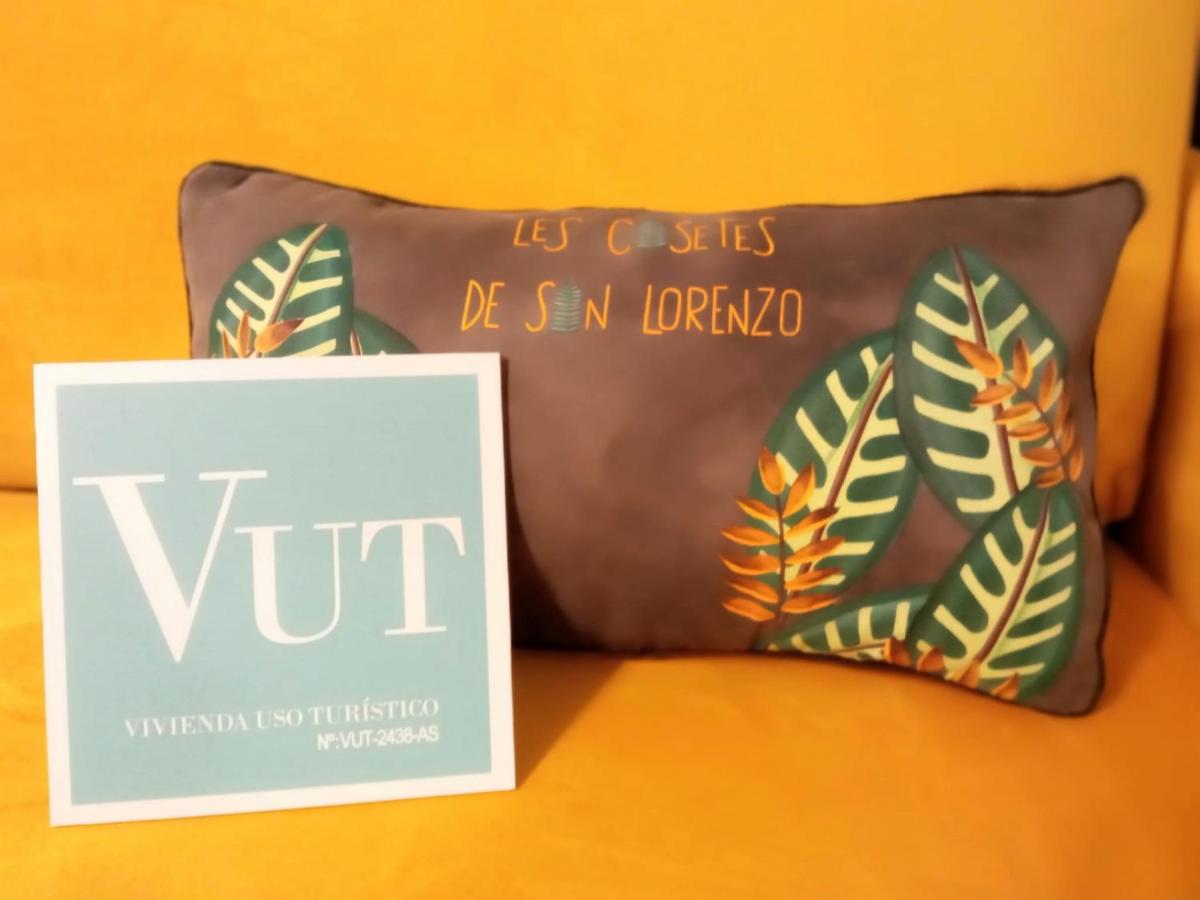 LES CASETES
DE SAN LORENZO
VUT
VIVIENDA USO TURÍSTICO
Nº:VUT-2438-AS